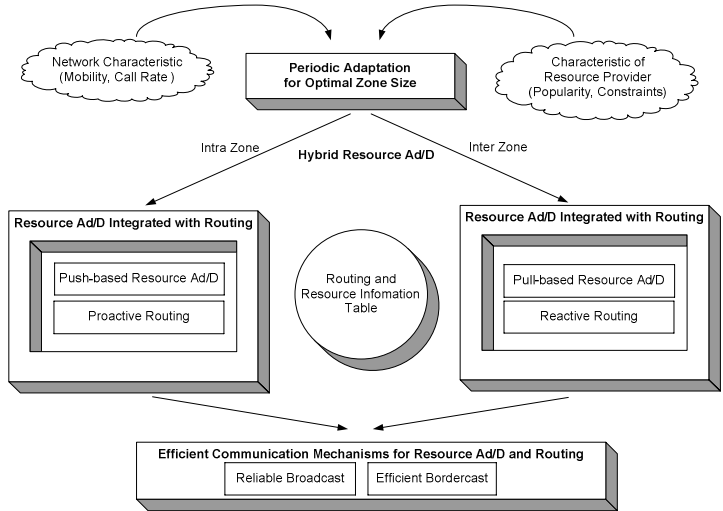 Network Characteristic
(Mobility, Call Rate )
Periodic Adaptation
for Optimal Zone Size
Characteristic of
Resource Provider
(Popularity, Constraints)
Intra Zone
Hybrid Resource Ad/D
Inter Zone
Resource Ad/D Integrated with Routing
Push-based Resource Ad/D
Proactive Routing
Routing and
Resource Infomation
Table
Resource Ad/D Integrated with Routing
Pull-based Resource Ad/D
Reactive Routing
Efficient Communication Mechanisms for Resource Ad/D and Routing
Reliable Broadcast
Efficient Bordercast